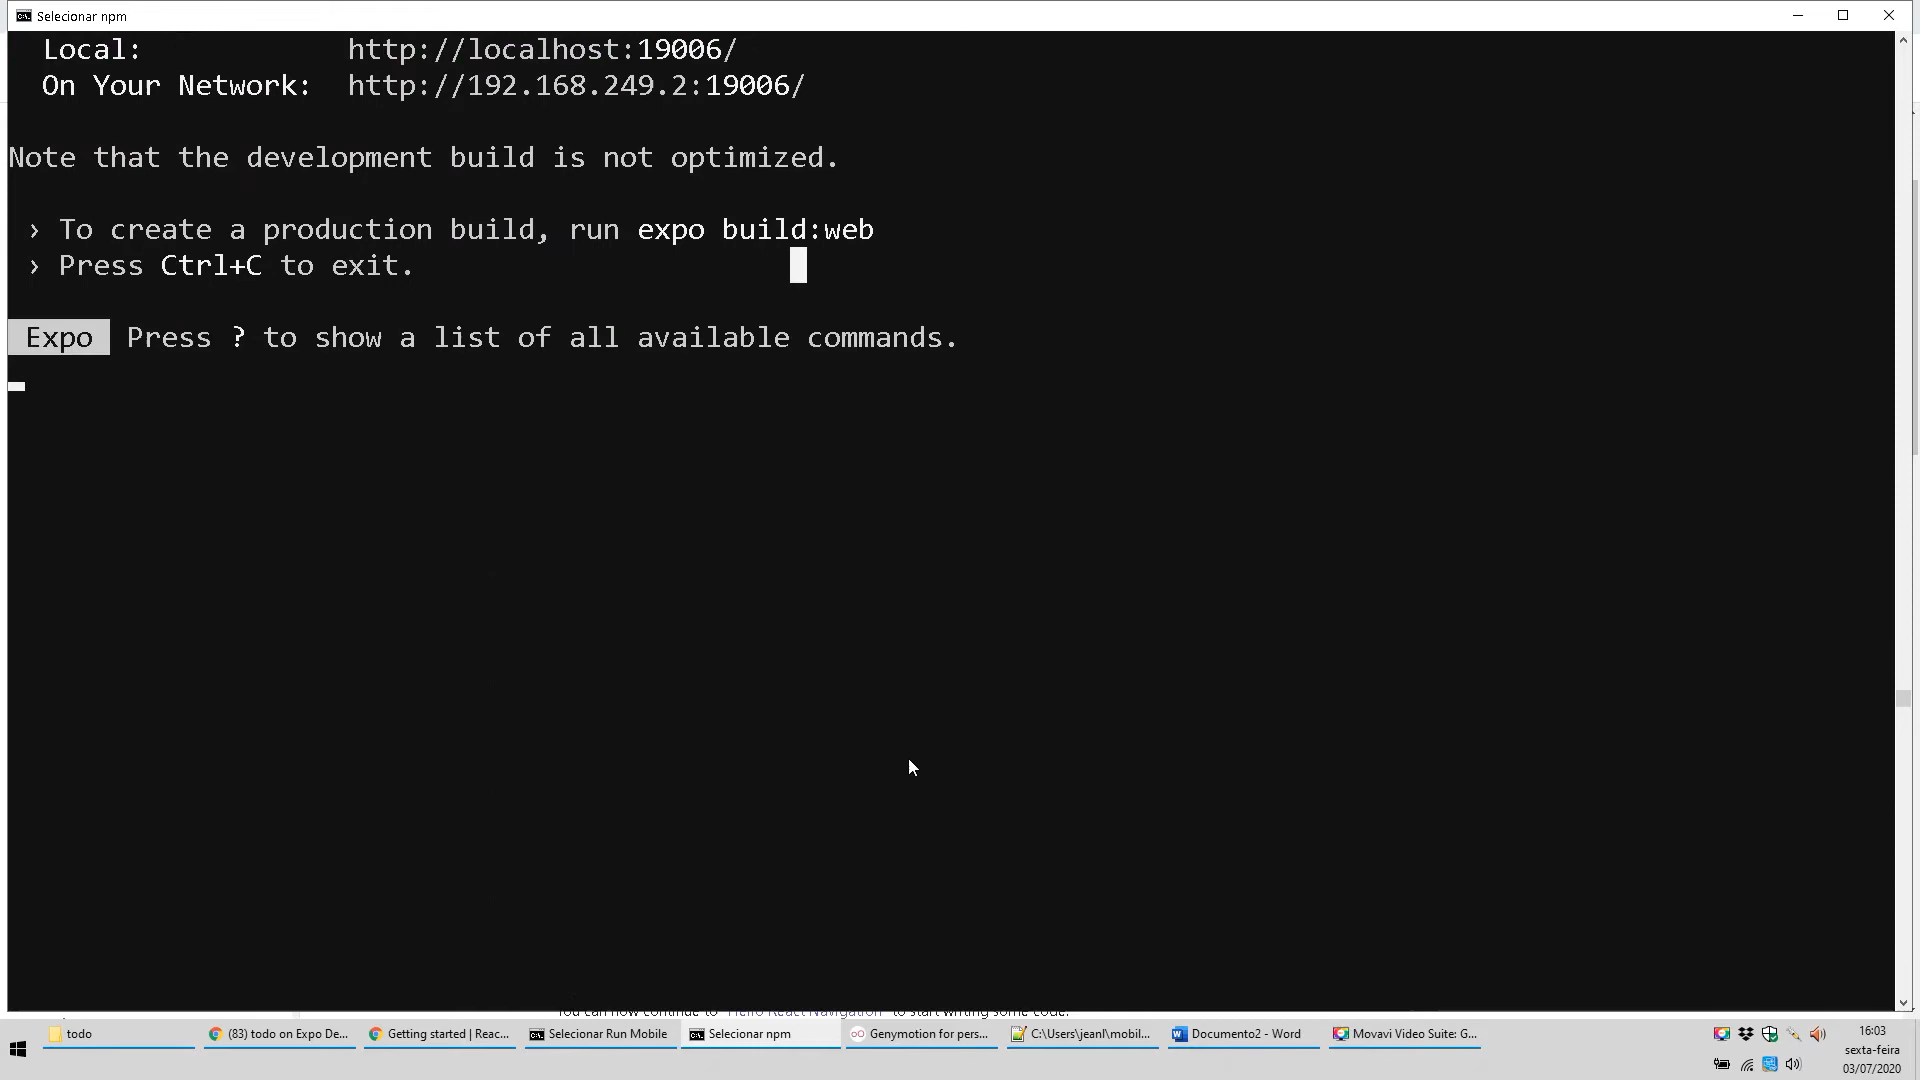 Selecionar npm
Local: http://localhost:19006/
On Your Network: http://192.168.249.2:19006/
Note that the development build is not optimized.
› To create a production build, run expo build:web
› Press Ctrl+C to exit.
Expo Press ? to show a list of all available commands.
You can now continue to "Hello React Navigation" to start writing some code.
todo
(83) todo on Expo De...
Getting started | Reac...
Selecionar Run Mobile
Selecionar npm
Genymotion for pers...
C:\Users\jeanl\mobil...
Documento2 - Word
Movavi Video Suite: G...
16:03
sexta-feira
03/07/2020